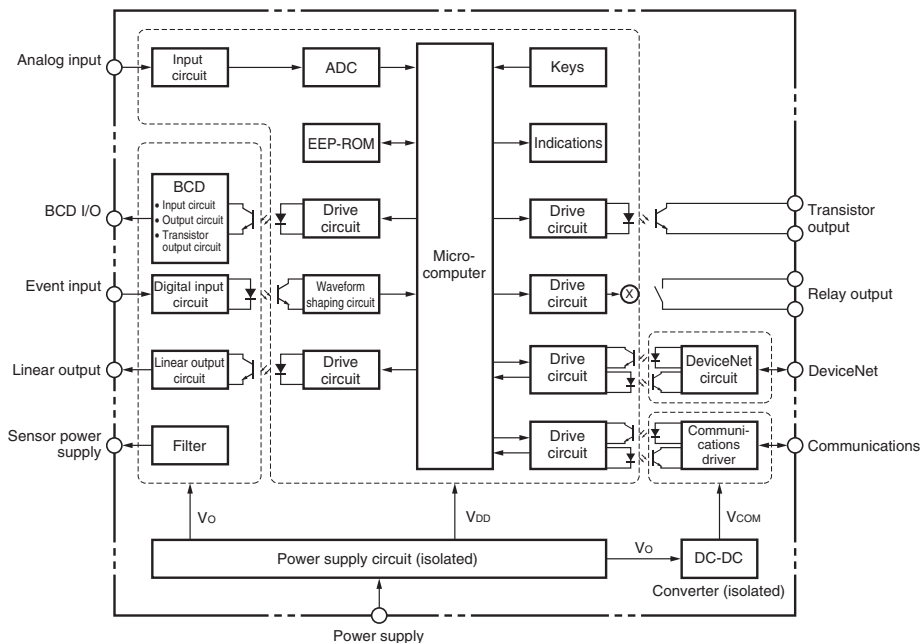 Analog input
Input
circuit
ADC
Keys
EEP-ROM
Indications
BCD I/O
BCD
• Input circuit
• Output circuit
• Transistor
output circuit
Drive
circuit
Micro-
computer
Drive
circuit
Transistor
output
Event input
Digital input
circuit
Waveform
shaping circuit
Drive
circuit
X
Relay output
Linear output
Linear output
circuit
Drive
circuit
Drive
circuit
DeviceNet
circuit
DeviceNet
Sensor power
supply
Filter
Drive
circuit
Communi-
cations
driver
Communications
VO
VDD
VCOM
Power supply circuit (isolated)
VO
DC-DC
Converter (isolated)
Power supply